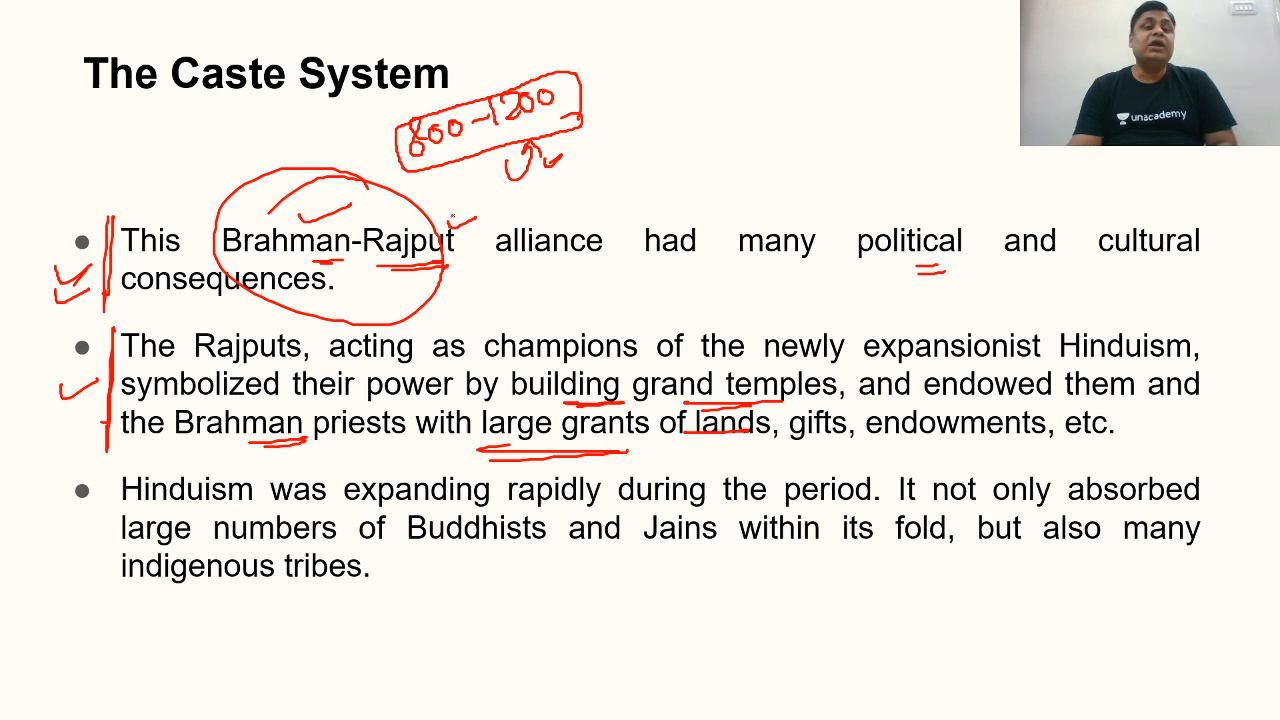 The Caste System
unacademy
800-1200
This Brahman-Rajput alliance had many political and cultural
consequences.
The Rajputs, acting as champions of the newly expansionist Hinduism,
symbolized their power by building grand temples, and endowed them and
the Brahman priests with large grants of lands, gifts, endowments, etc.
Hinduism was expanding rapidly during the period. It not only absorbed
large numbers of Buddhists and Jains within its fold, but also many
indigenous tribes.